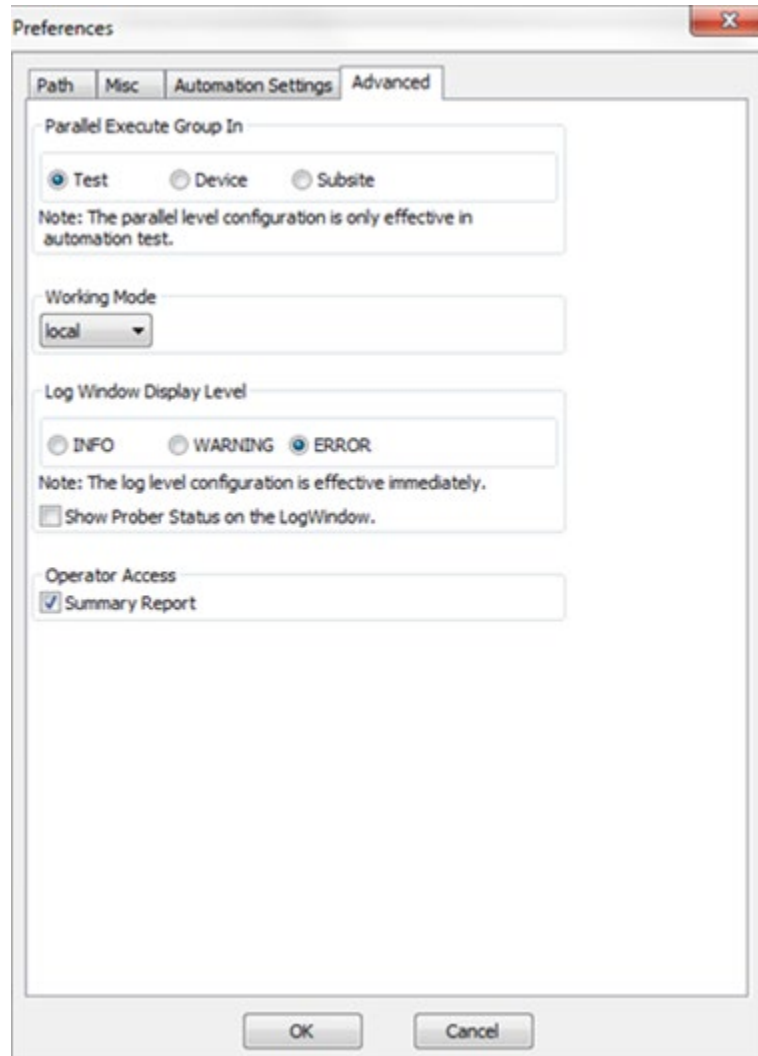 Preferences
Path Misc Automation Settings Advanced
Parallel Execute Group In
Test Device Subsite
Note: The parallel level configuration is only effective in
automation test.
Working Mode
local
Log Window Display Level
INFO WARNING ERROR
Note: The log level configuration is effective immediately.
Show Prober Status on the LogWindow.
Operator Access
Summary Report
OK Cancel